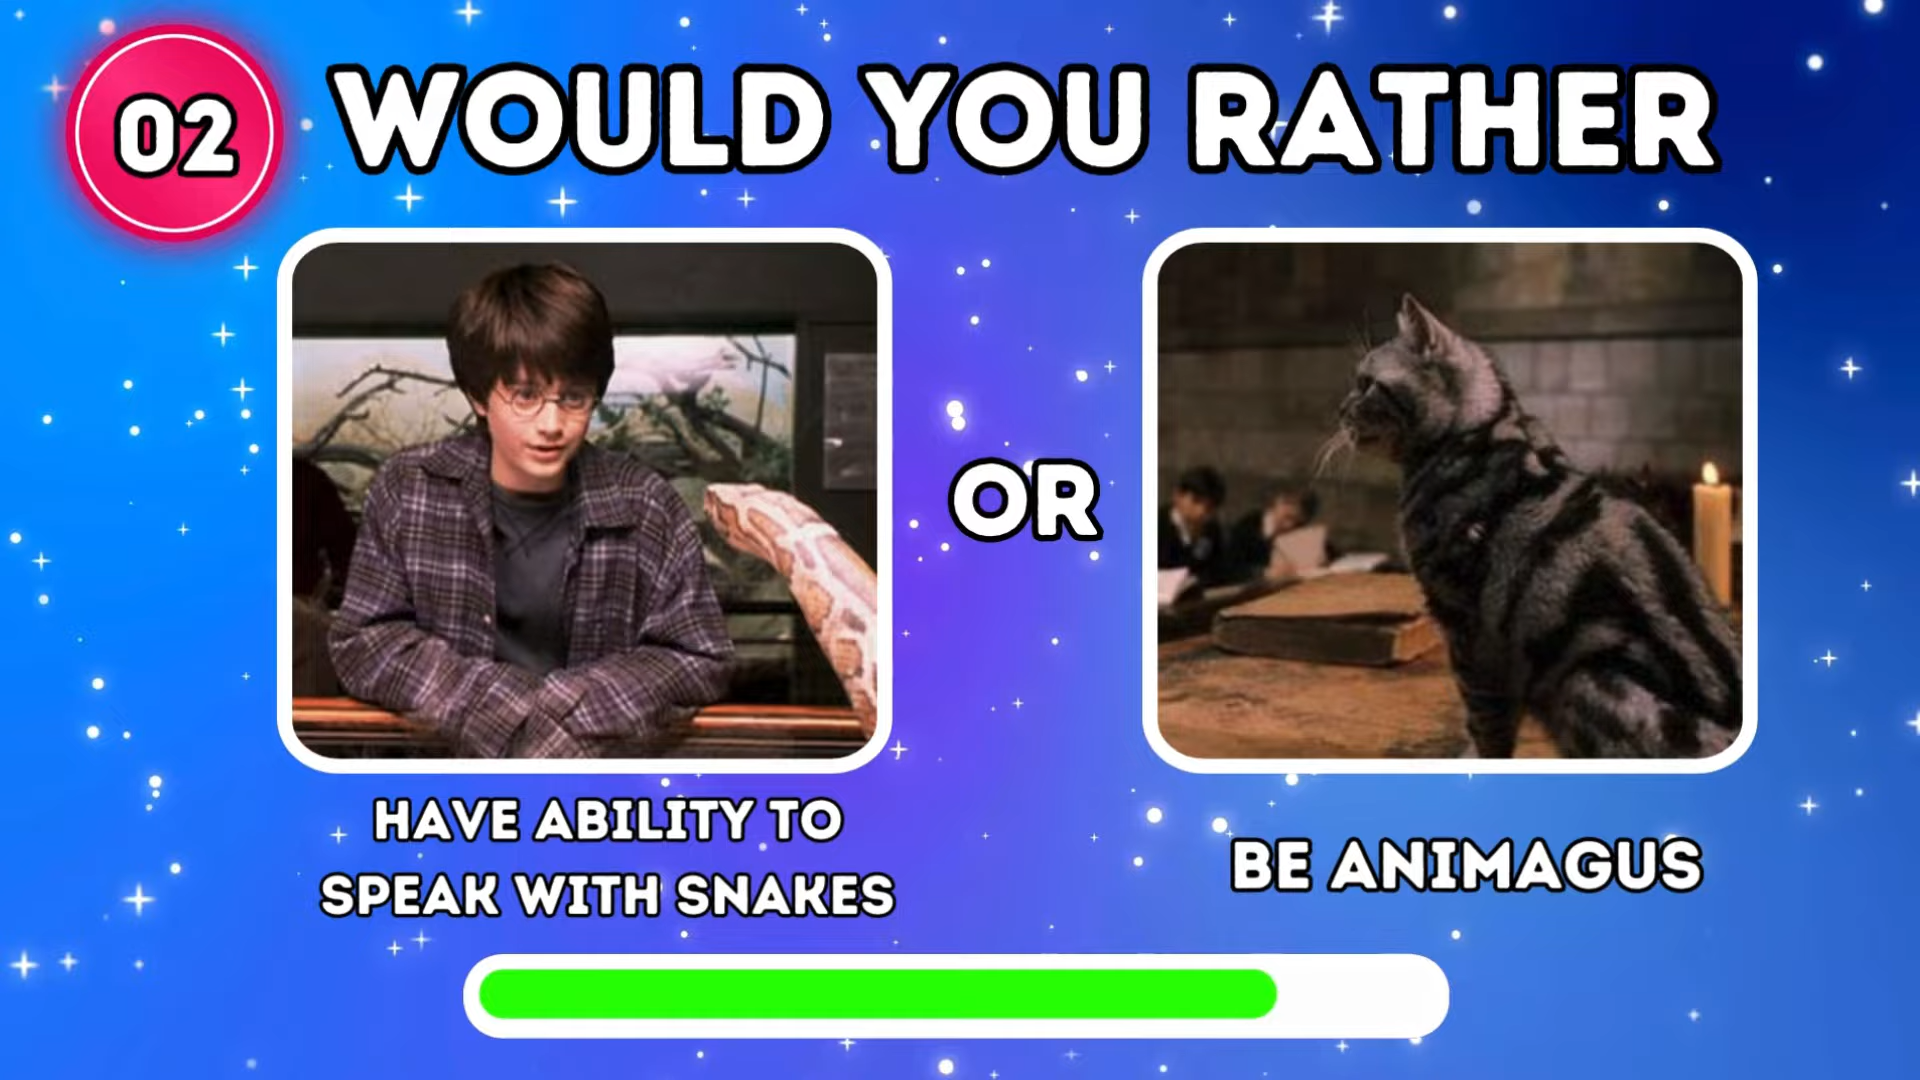 02
WOULD YOU RATHER
OR
HAVE ABILITY TO
SPEAK WITH SNAKES
BE ANIMAGUS